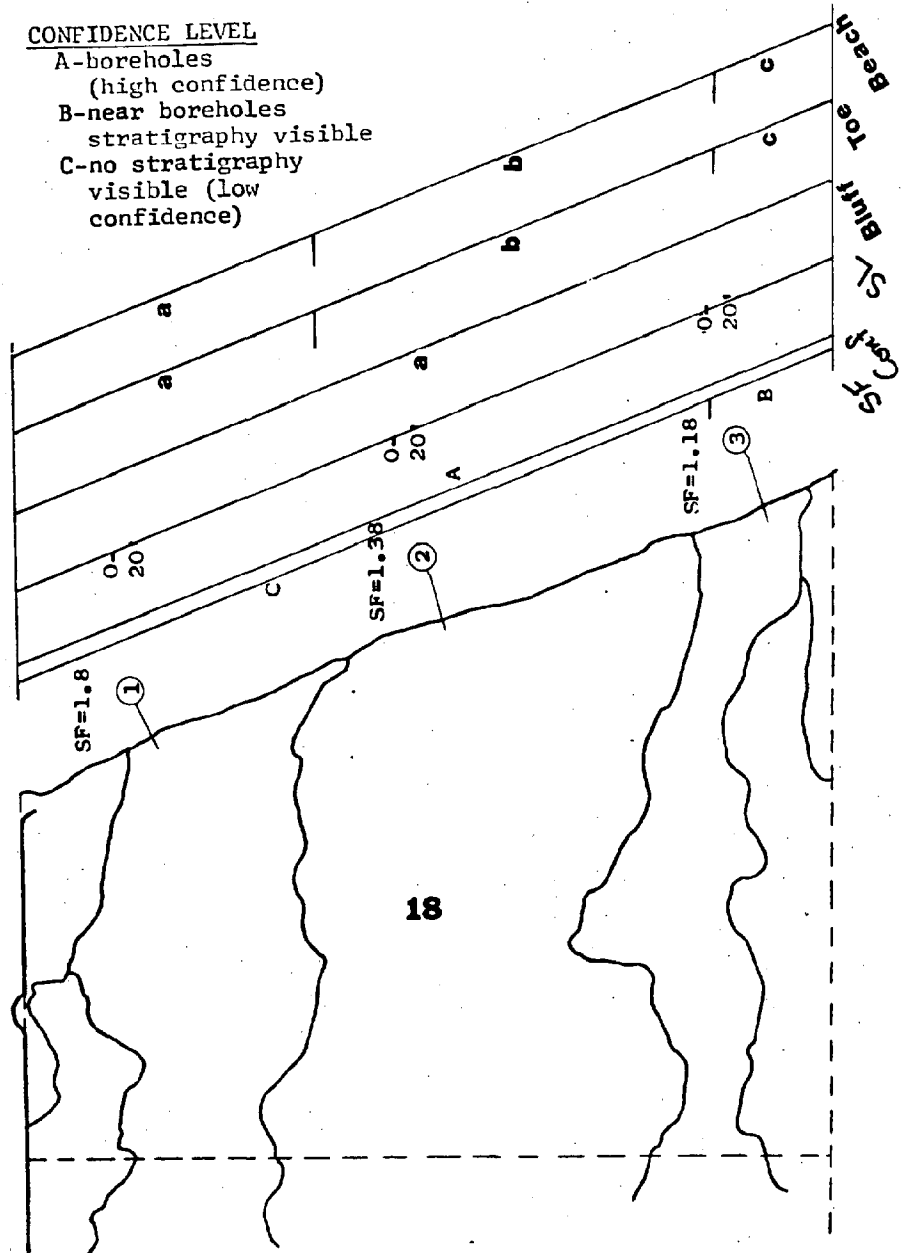 CONFIDENCE LEVEL
A-boreholes
(high confidence)
B-near boreholes
stratigraphy visible
C-no stratigraphy
visible (low
confidence)
Beach
Toe
Bluff
SL
Conf
SF
c
c
b
b
a
a
a
0-
20'
0-
20'
0-
20'
A
B
C
SF=1.18
3
SF=1.38
2
SF=1.8
1
18